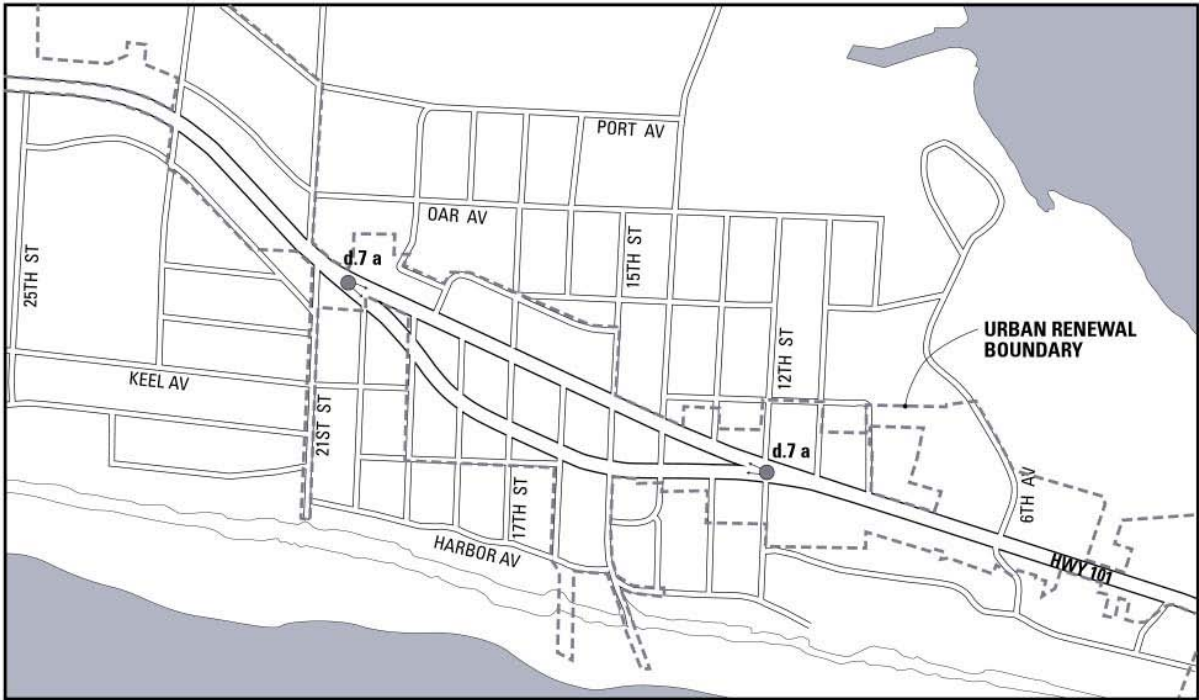 PORT AV
OAR AV
d.7 a
15TH ST
25TH ST
URBAN RENEWAL
BOUNDARY
12TH ST
KEEL AV
21ST ST
d.7 a
17TH ST
6TH AV
HARBOR AV
HWY 101